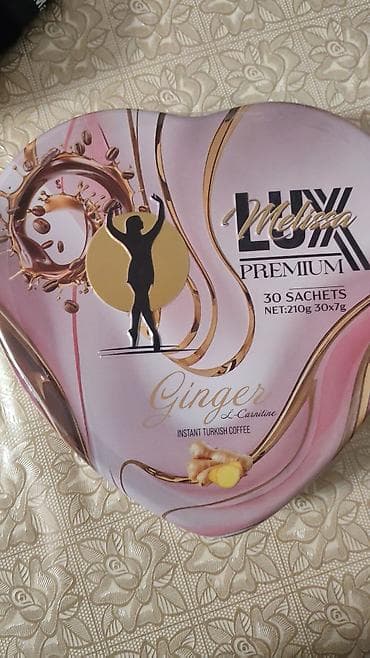 LUX
Melissa
PREMIUM
30 SACHETS
NET:210g 30x7g
Ginger
L-Carnitine
INSTANT TURKISH COFFEE